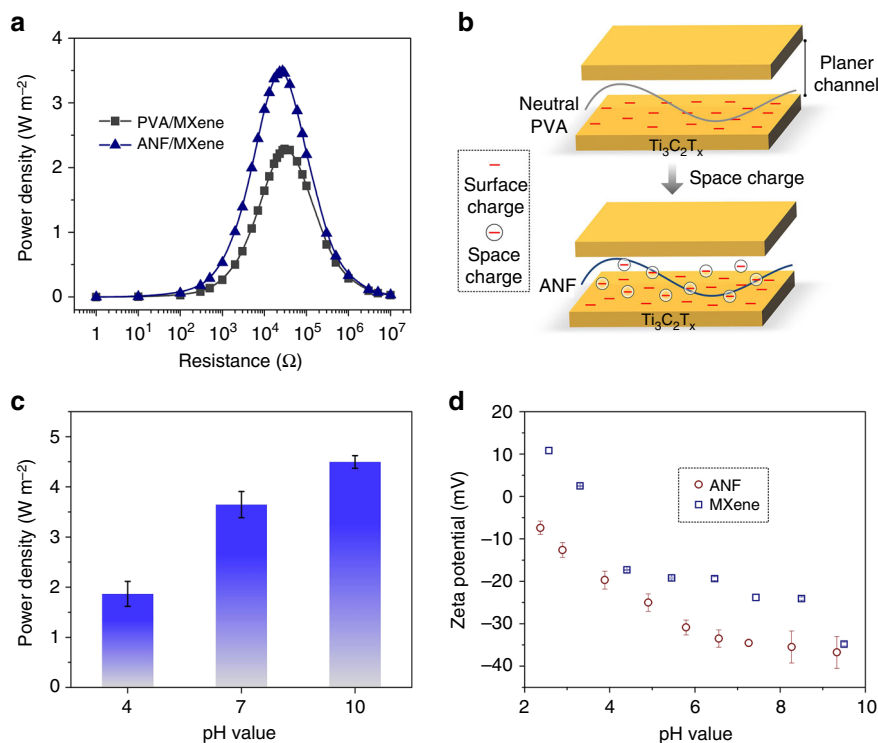 a
Power density (W m⁻²)
4
3
2
1
0
PVA/MXene
ANF/MXene
1 10¹ 10² 10³ 10⁴ 10⁵ 10⁶ 10⁷
Resistance (Ω)
b
Planer
channel
Neutral
PVA
Ti₃C₂Tₓ
Space charge
Surface
charge
Space
charge
ANF
Ti₃C₂Tₓ
c
Power density (W m⁻²)
5
4
3
2
1
0
4 7 10
pH value
d
Zeta potential (mV)
20
10
0
−10
−20
−30
−40
ANF
MXene
2 4 6 8 10
pH value